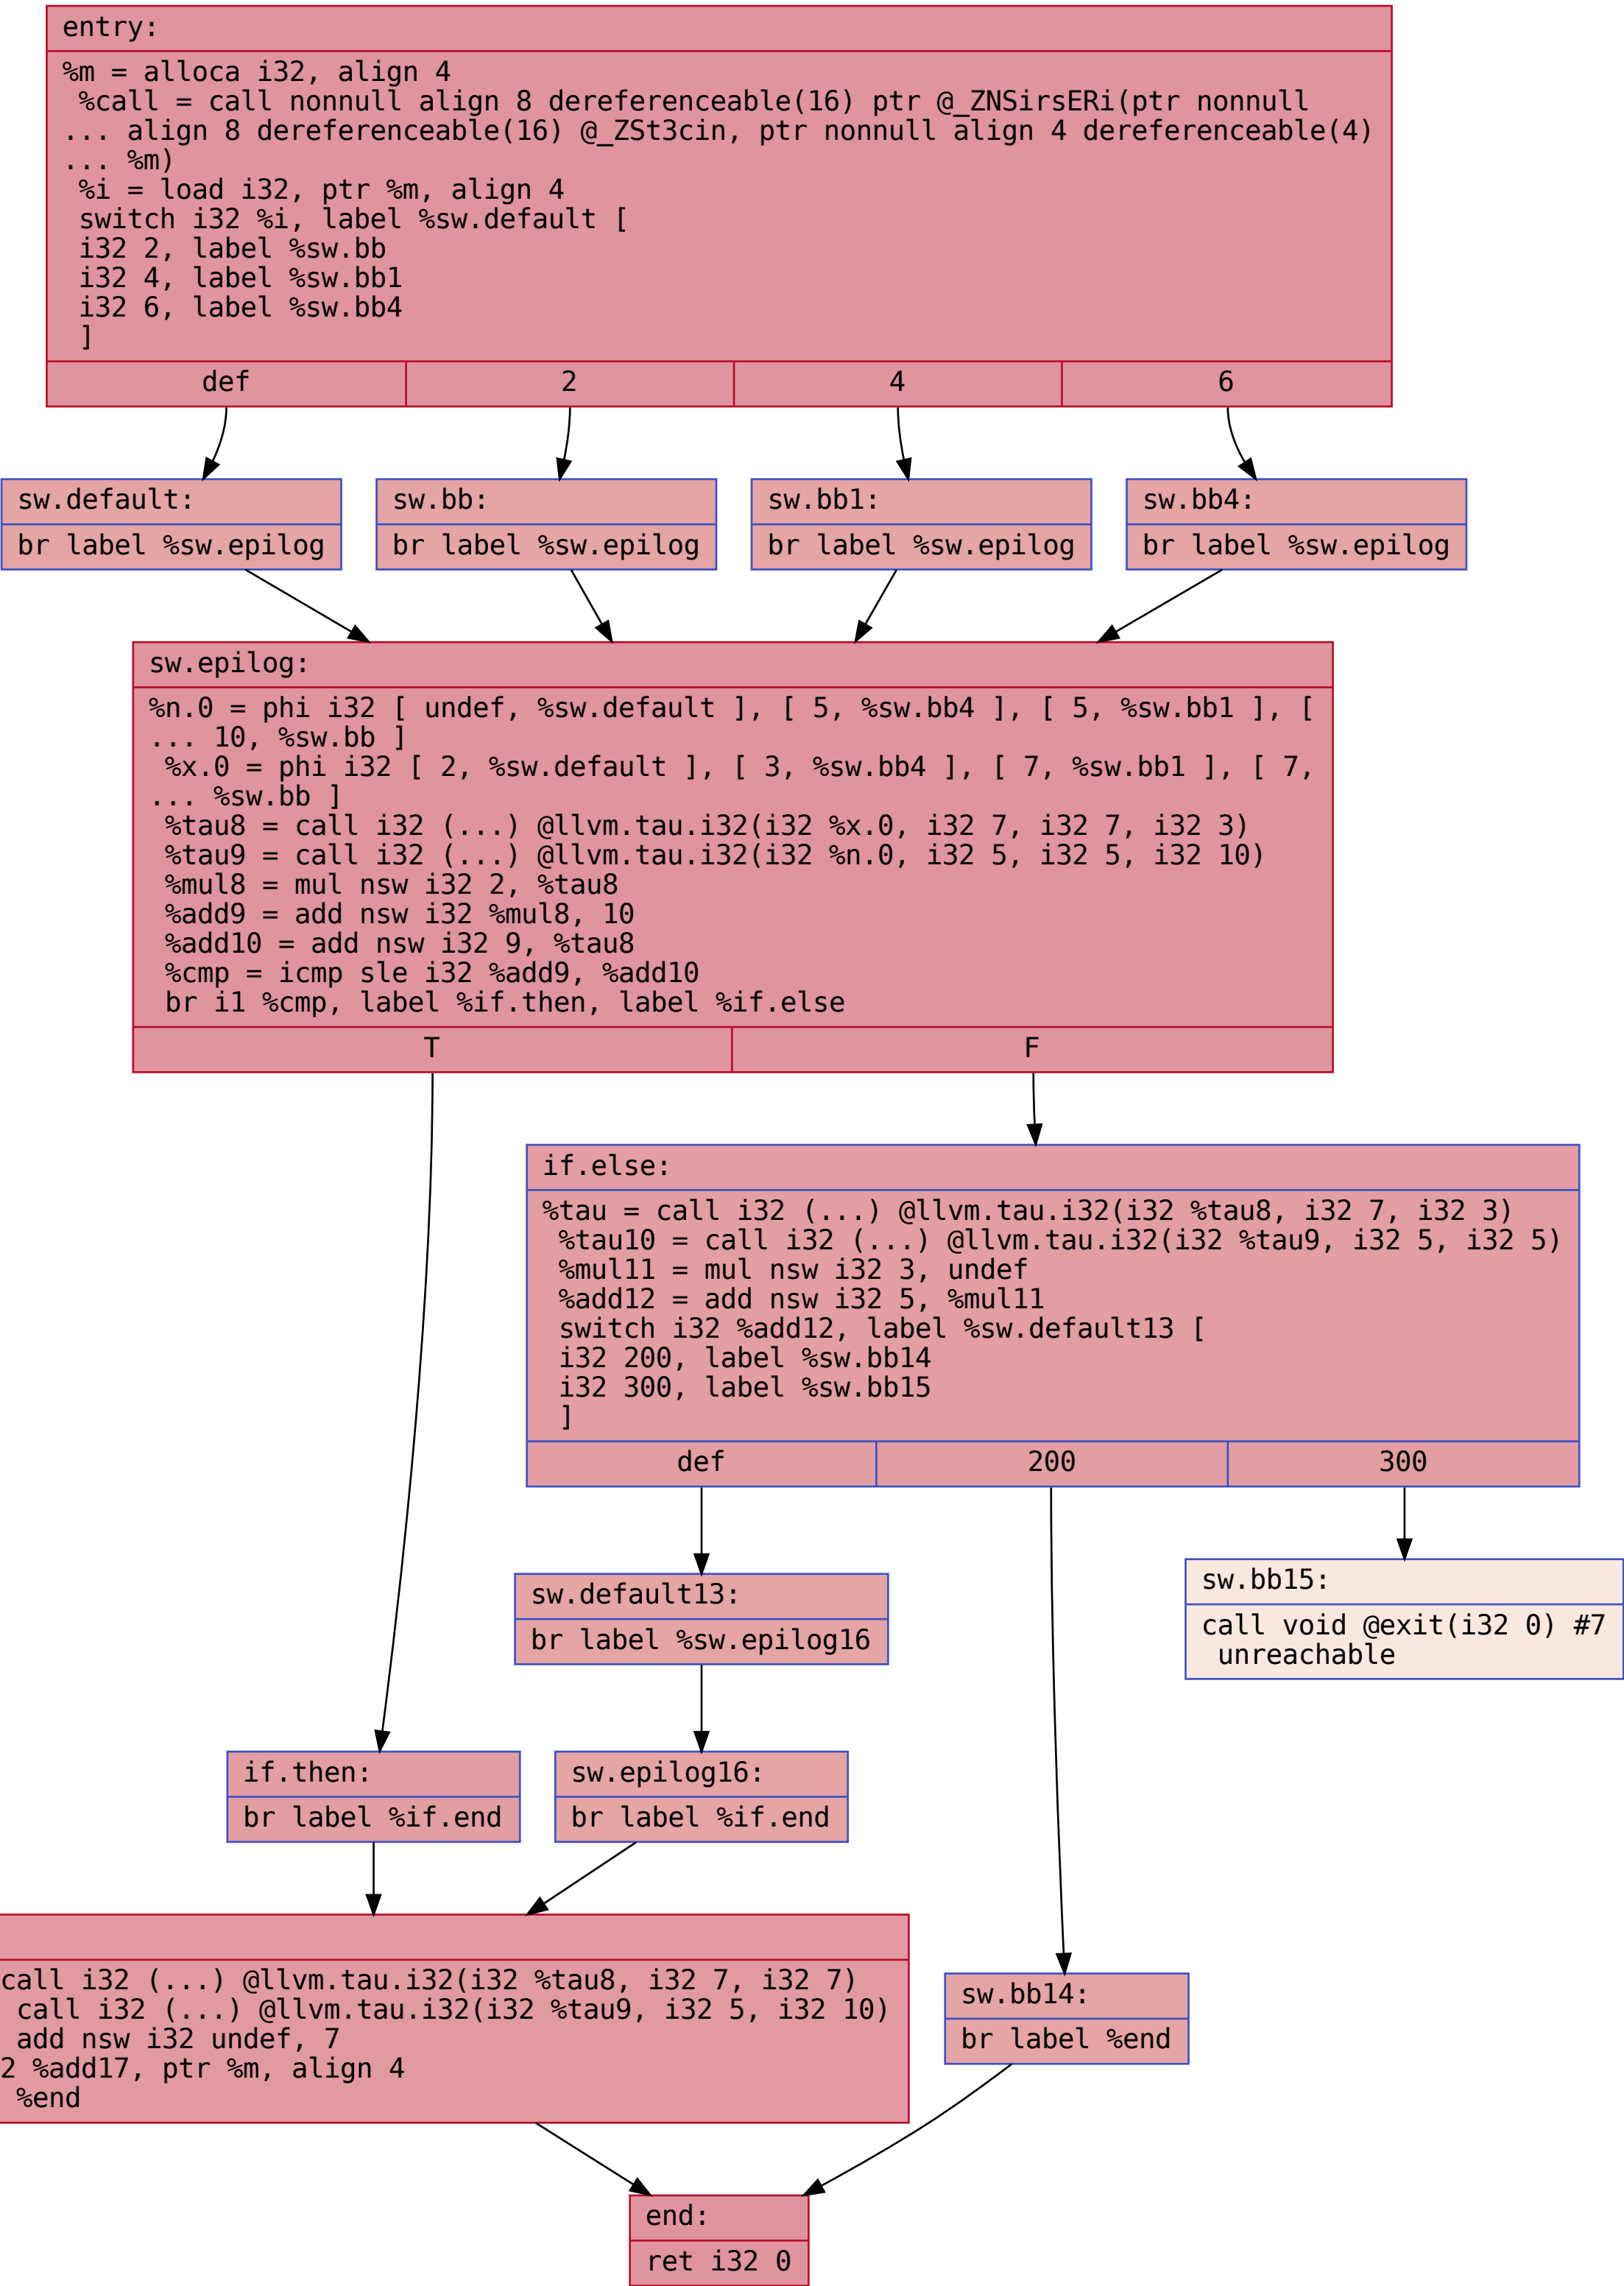 entry:
%m = alloca i32, align 4
%call = call nonnull align 8 dereferenceable(16) ptr @_ZNSirsERi(ptr nonnull
... align 8 dereferenceable(16) @_ZSt3cin, ptr nonnull align 4 dereferenceable(4)
... %m)
%i = load i32, ptr %m, align 4
switch i32 %i, label %sw.default [
i32 2, label %sw.bb
i32 4, label %sw.bb1
i32 6, label %sw.bb4
]
def 2 4 6
sw.default: sw.bb: sw.bb1: sw.bb4:
br label %sw.epilog br label %sw.epilog br label %sw.epilog br label %sw.epilog
sw.epilog:
%n.0 = phi i32 [ undef, %sw.default ], [ 5, %sw.bb4 ], [ 5, %sw.bb1 ], [
... 10, %sw.bb ]
%x.0 = phi i32 [ 2, %sw.default ], [ 3, %sw.bb4 ], [ 7, %sw.bb1 ], [ 7,
... %sw.bb ]
%tau8 = call i32 (...) @llvm.tau.i32(i32 %x.0, i32 7, i32 7, i32 3)
%tau9 = call i32 (...) @llvm.tau.i32(i32 %n.0, i32 5, i32 5, i32 10)
%mul8 = mul nsw i32 2, %tau8
%add9 = add nsw i32 %mul8, 10
%add10 = add nsw i32 9, %tau8
%cmp = icmp sle i32 %add9, %add10
br i1 %cmp, label %if.then, label %if.else
T F
if.else:
%tau = call i32 (...) @llvm.tau.i32(i32 %tau8, i32 7, i32 3)
%tau10 = call i32 (...) @llvm.tau.i32(i32 %tau9, i32 5, i32 5)
%mul11 = mul nsw i32 3, undef
%add12 = add nsw i32 5, %mul11
switch i32 %add12, label %sw.default13 [
i32 200, label %sw.bb14
i32 300, label %sw.bb15
]
def 200 300
sw.bb15:
call void @exit(i32 0) #7
unreachable
sw.default13:
br label %sw.epilog16
if.then: sw.epilog16:
br label %if.end br label %if.end
call i32 (...) @llvm.tau.i32(i32 %tau8, i32 7, i32 7)
call i32 (...) @llvm.tau.i32(i32 %tau9, i32 5, i32 10)
add nsw i32 undef, 7
2 %add17, ptr %m, align 4
%end
sw.bb14:
br label %end
end:
ret i32 0